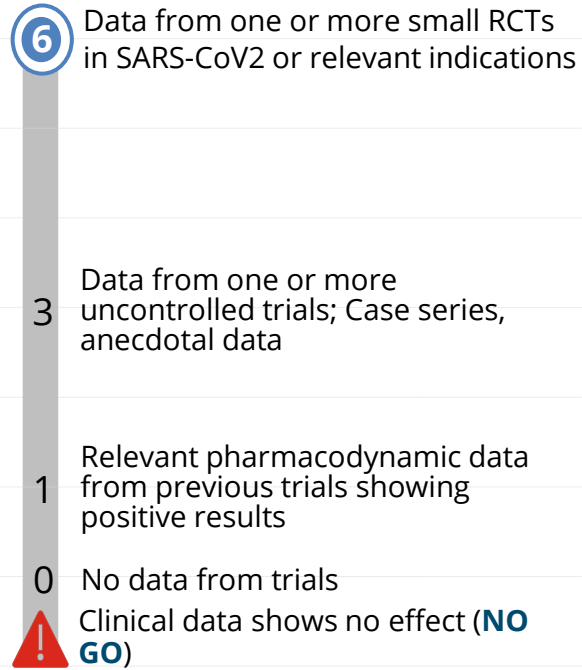 6
Data from one or more small RCTs
in SARS-CoV2 or relevant indications
3
Data from one or more
uncontrolled trials; Case series,
anecdotal data
1
Relevant pharmacodynamic data
from previous trials showing
positive results
0 No data from trials
! Clinical data shows no effect (NO
GO)